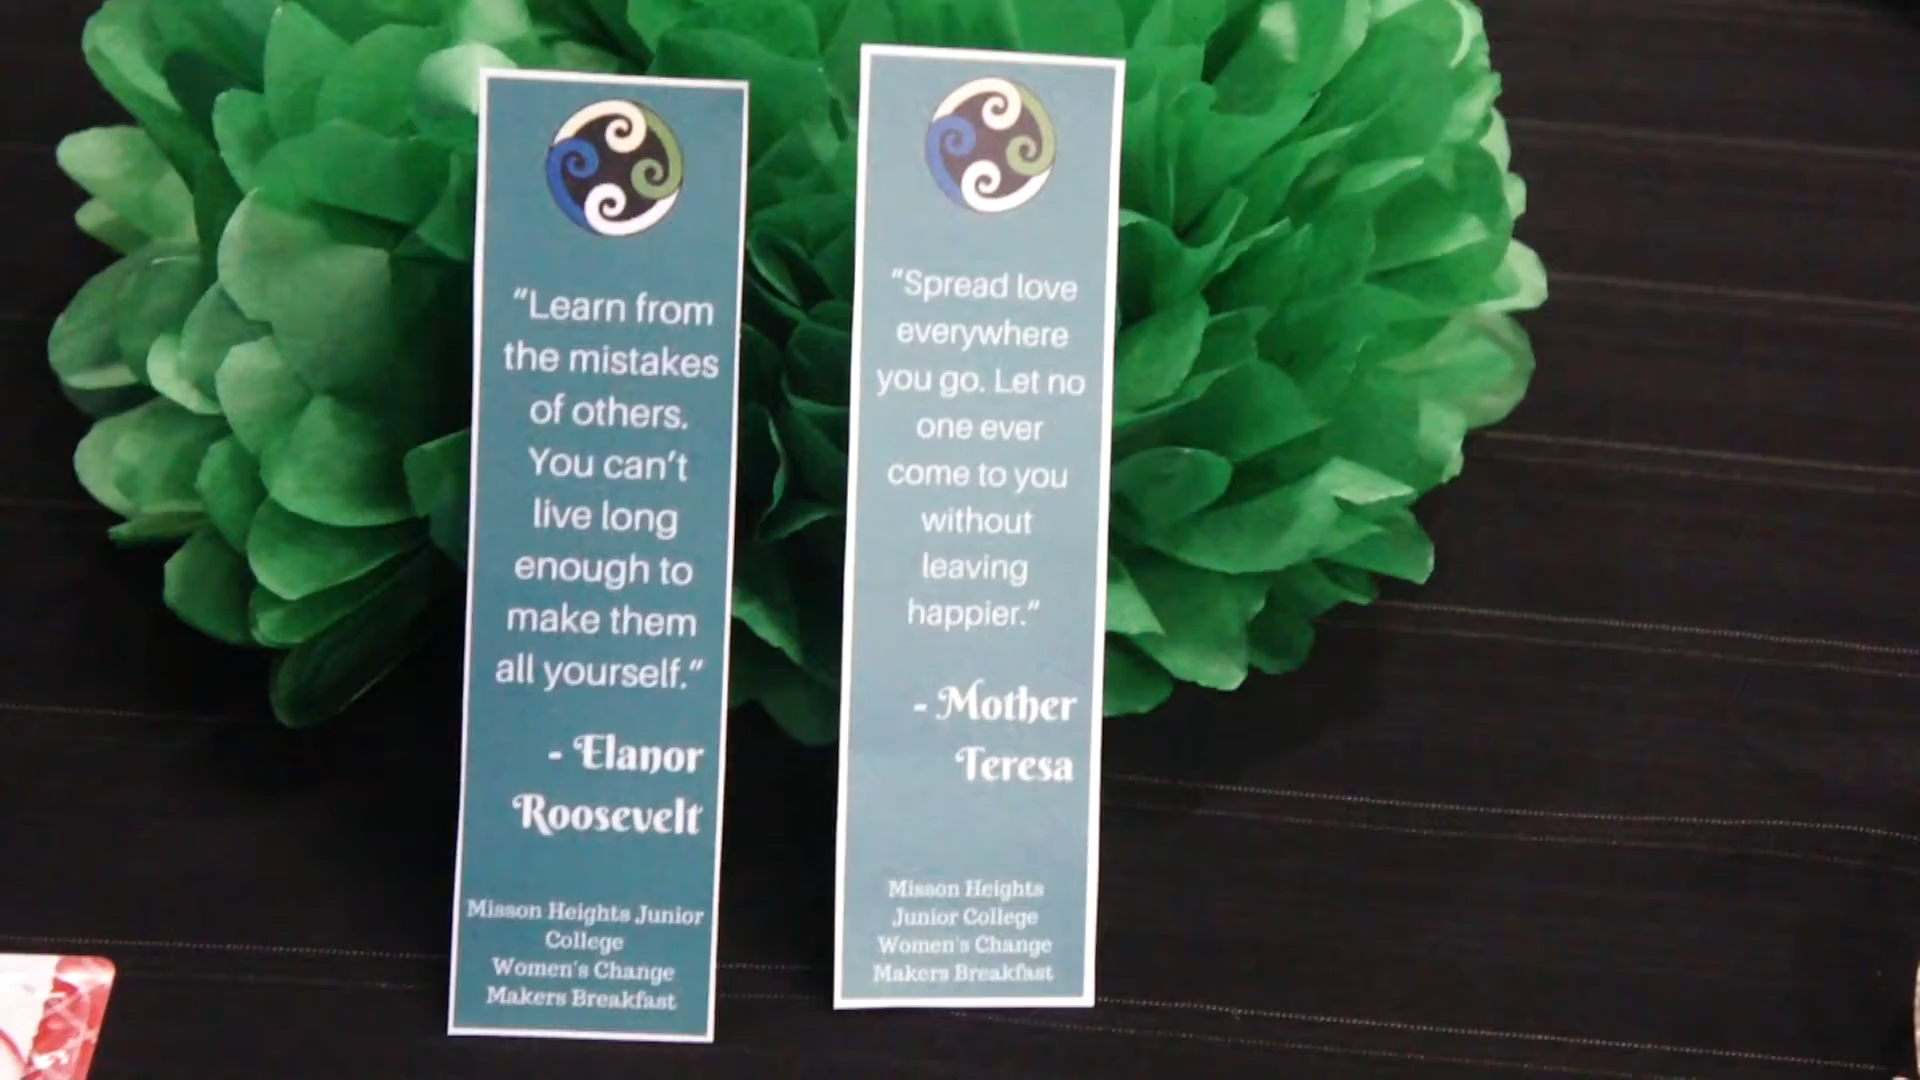 “Learn from
the mistakes
of others.
You can’t
live long
enough to
make them
all yourself.”
- Elanor
Roosevelt
Misson Heights Junior
College
Women's Change
Makers Breakfast
“Spread love
everywhere
you go. Let no
one ever
come to you
without
leaving
happier.”
- Mother
Teresa
Misson Heights
Junior College
Women's Change
Makers Breakfast